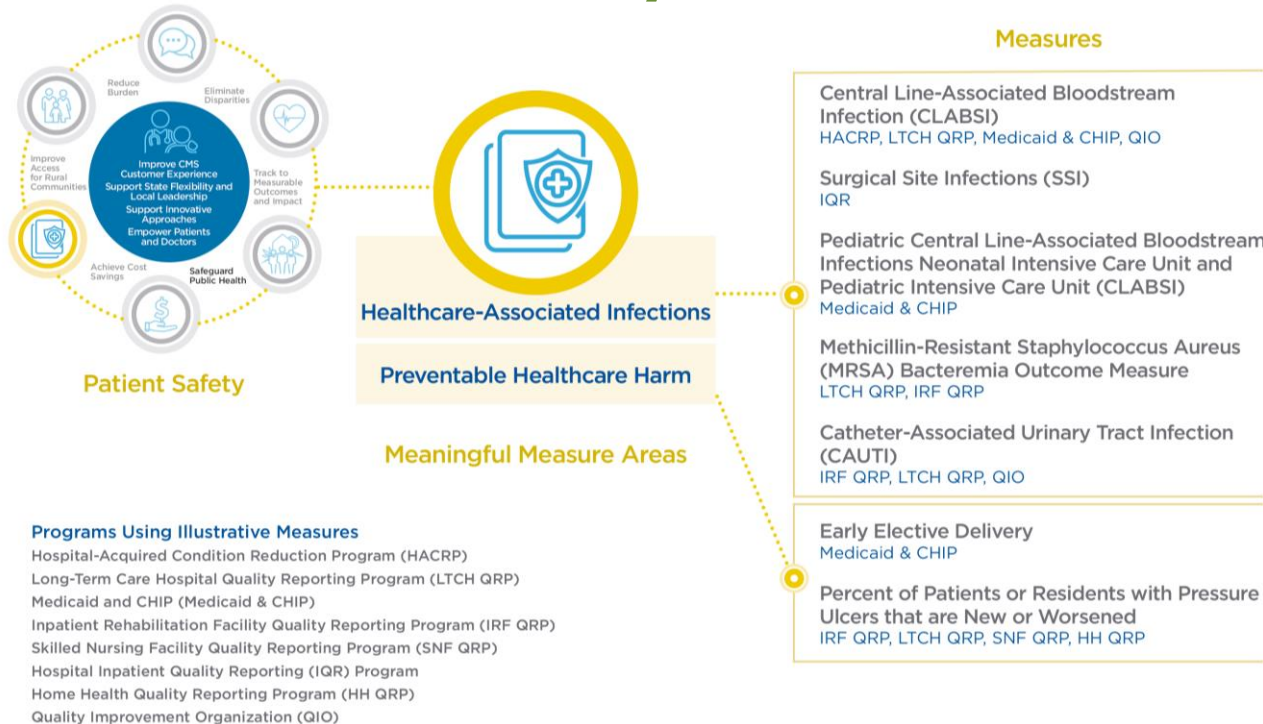 Reduce
Burden
Eliminate
Disparities
Improve
Access
for Rural
Communities
Improve CMS
Customer Experience
Support State Flexibility and
Local Leadership
Support Innovative
Approaches
Empower Patients
and Doctors
Track to
Measurable
Outcomes
and Impact
Achieve Cost
Savings
Safeguard
Public Health
Patient Safety
Healthcare-Associated Infections
Preventable Healthcare Harm
Meaningful Measure Areas
Measures
Central Line-Associated Bloodstream
Infection (CLABSI)
HACRP, LTCH QRP, Medicaid & CHIP, QIO
Surgical Site Infections (SSI)
IQR
Pediatric Central Line-Associated Bloodstream
Infections Neonatal Intensive Care Unit and
Pediatric Intensive Care Unit (CLABSI)
Medicaid & CHIP
Methicillin-Resistant Staphylococcus Aureus
(MRSA) Bacteremia Outcome Measure
LTCH QRP, IRF QRP
Catheter-Associated Urinary Tract Infection
(CAUTI)
IRF QRP, LTCH QRP, QIO
Early Elective Delivery
Medicaid & CHIP
Percent of Patients or Residents with Pressure
Ulcers that are New or Worsened
IRF QRP, LTCH QRP, SNF QRP, HH QRP
Programs Using Illustrative Measures
Hospital-Acquired Condition Reduction Program (HACRP)
Long-Term Care Hospital Quality Reporting Program (LTCH QRP)
Medicaid and CHIP (Medicaid & CHIP)
Inpatient Rehabilitation Facility Quality Reporting Program (IRF QRP)
Skilled Nursing Facility Quality Reporting Program (SNF QRP)
Hospital Inpatient Quality Reporting (IQR) Program
Home Health Quality Reporting Program (HH QRP)
Quality Improvement Organization (QIO)